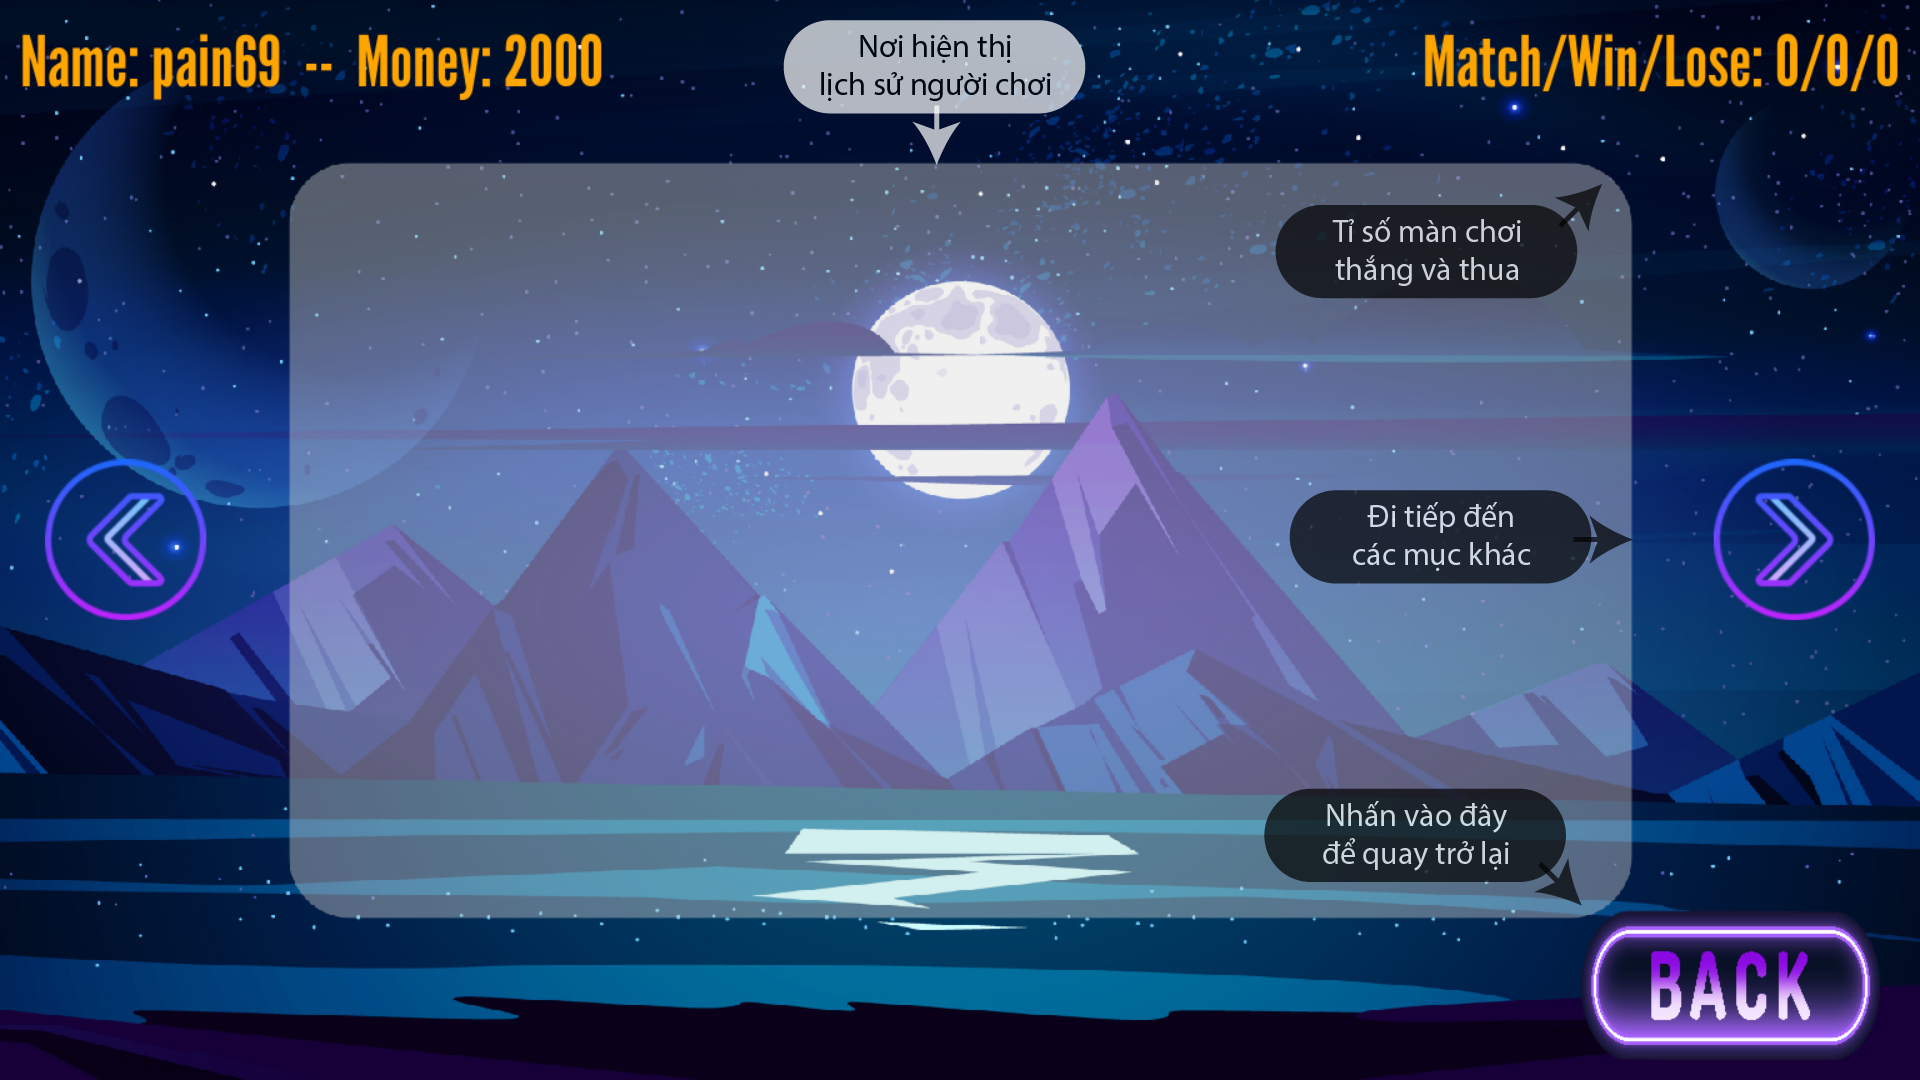 Name: pain69 -- Money: 2000
Nơi hiện thị
lịch sử người chơi
Match/Win/Lose: 0/0/0
Tỉ số màn chơi
thắng và thua
Đi tiếp đến
các mục khác
Nhấn vào đây
để quay trở lại
BACK